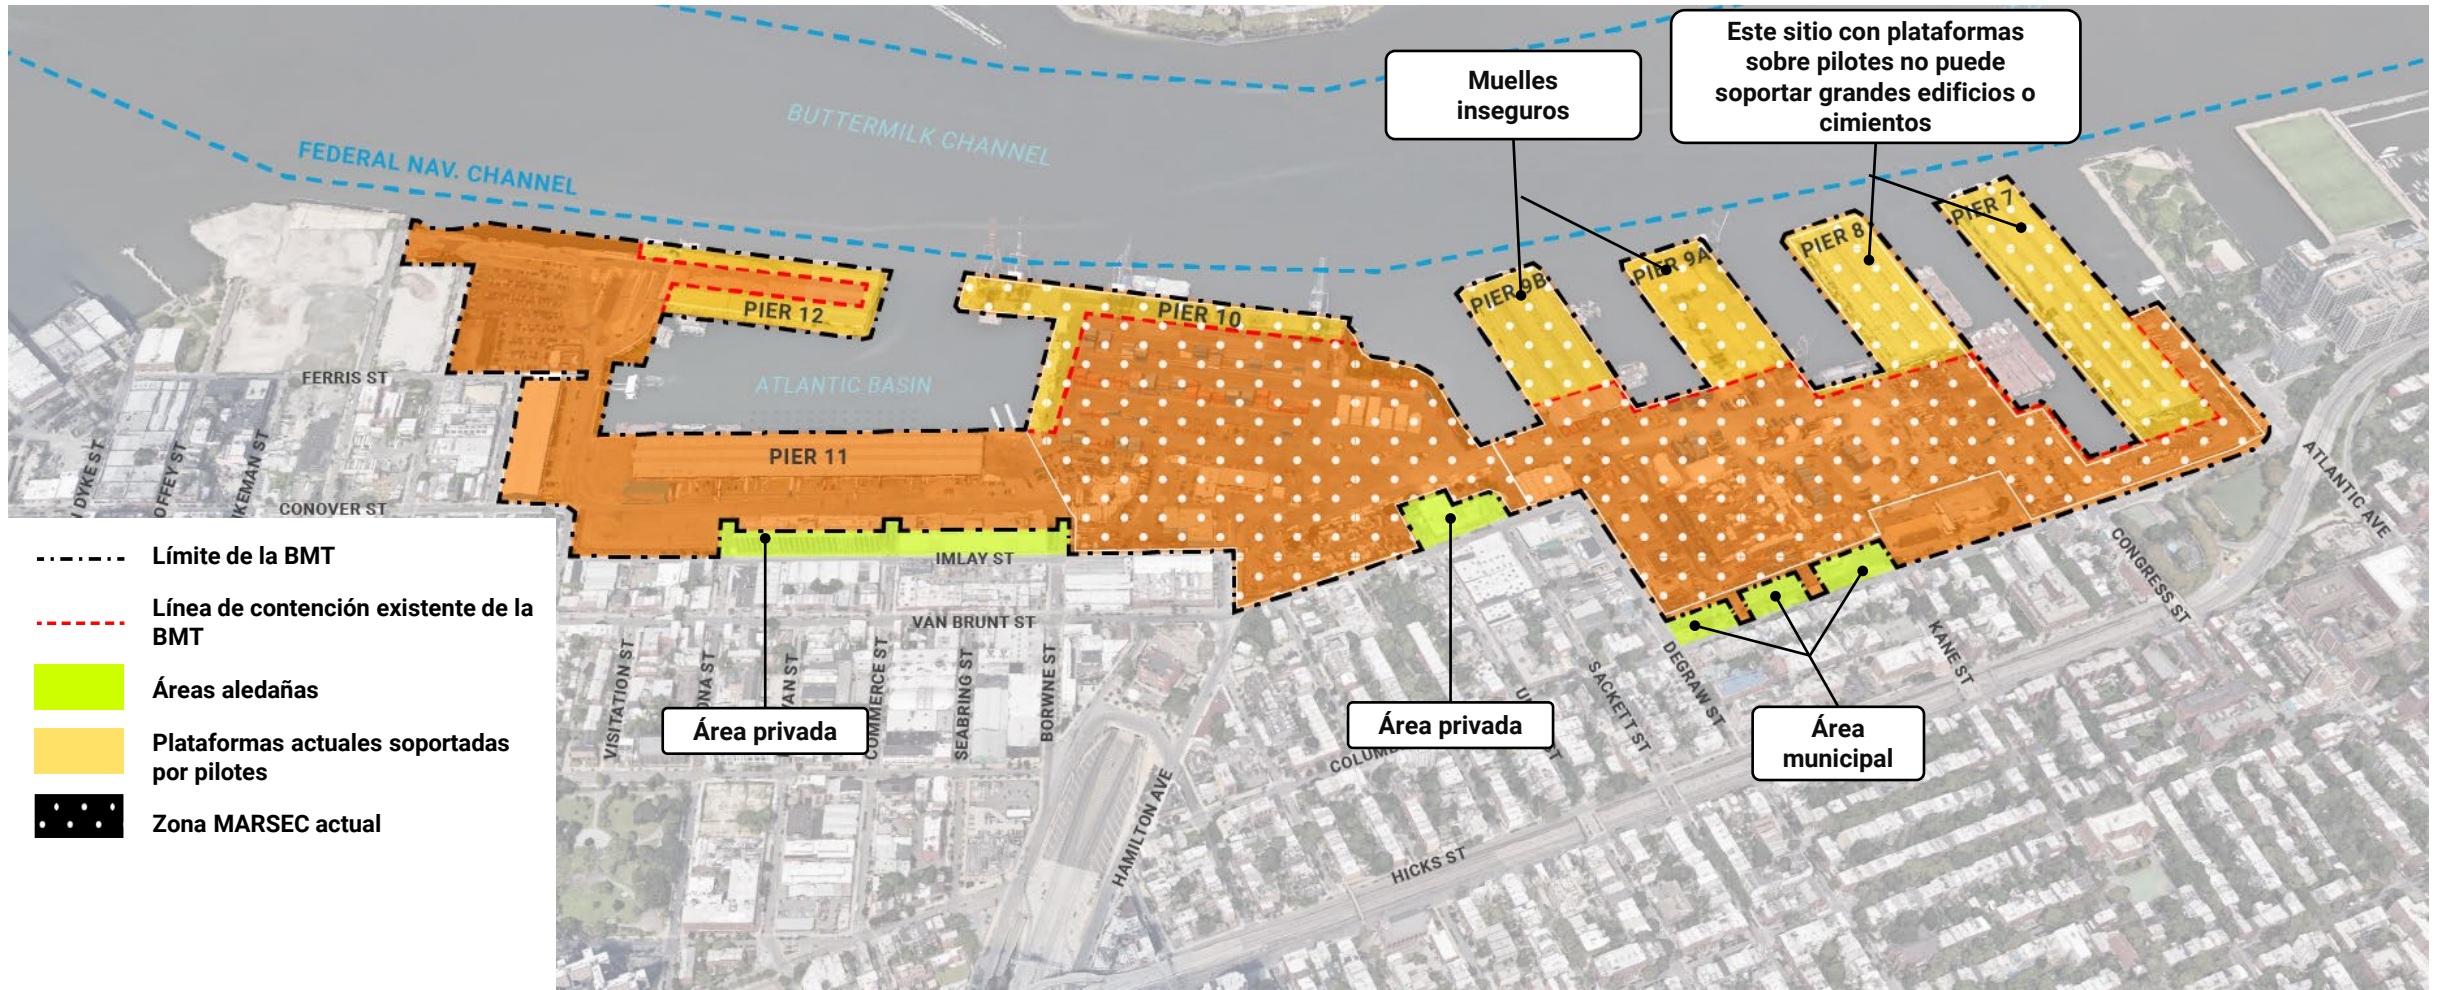 Este sitio con plataformas
sobre pilotes no puede
soportar grandes edificios o
cimientos
Muelles
inseguros
BUTTERMILK CHANNEL
FEDERAL NAV. CHANNEL
PIER 7
PIER 8
PIER 9A
PIER 9B
PIER 10
PIER 12
ATLANTIC BASIN
PIER 11
FERRIS ST
CONOVER ST
DYKE ST
IMLAY ST
VAN BRUNT ST
ATLANTIC AVE
CONGRESS ST
KANE ST
DEGRAW ST
SACKETT ST
VISITATION ST
COMMERCE ST
SEABRING ST
BORWNE ST
HAMILTON AVE
HICKS ST
Área privada
Área privada
Área
municipal
Límite de la BMT
Línea de contención existente de la
BMT
Áreas aledañas
Plataformas actuales soportadas
por pilotes
Zona MARSEC actual